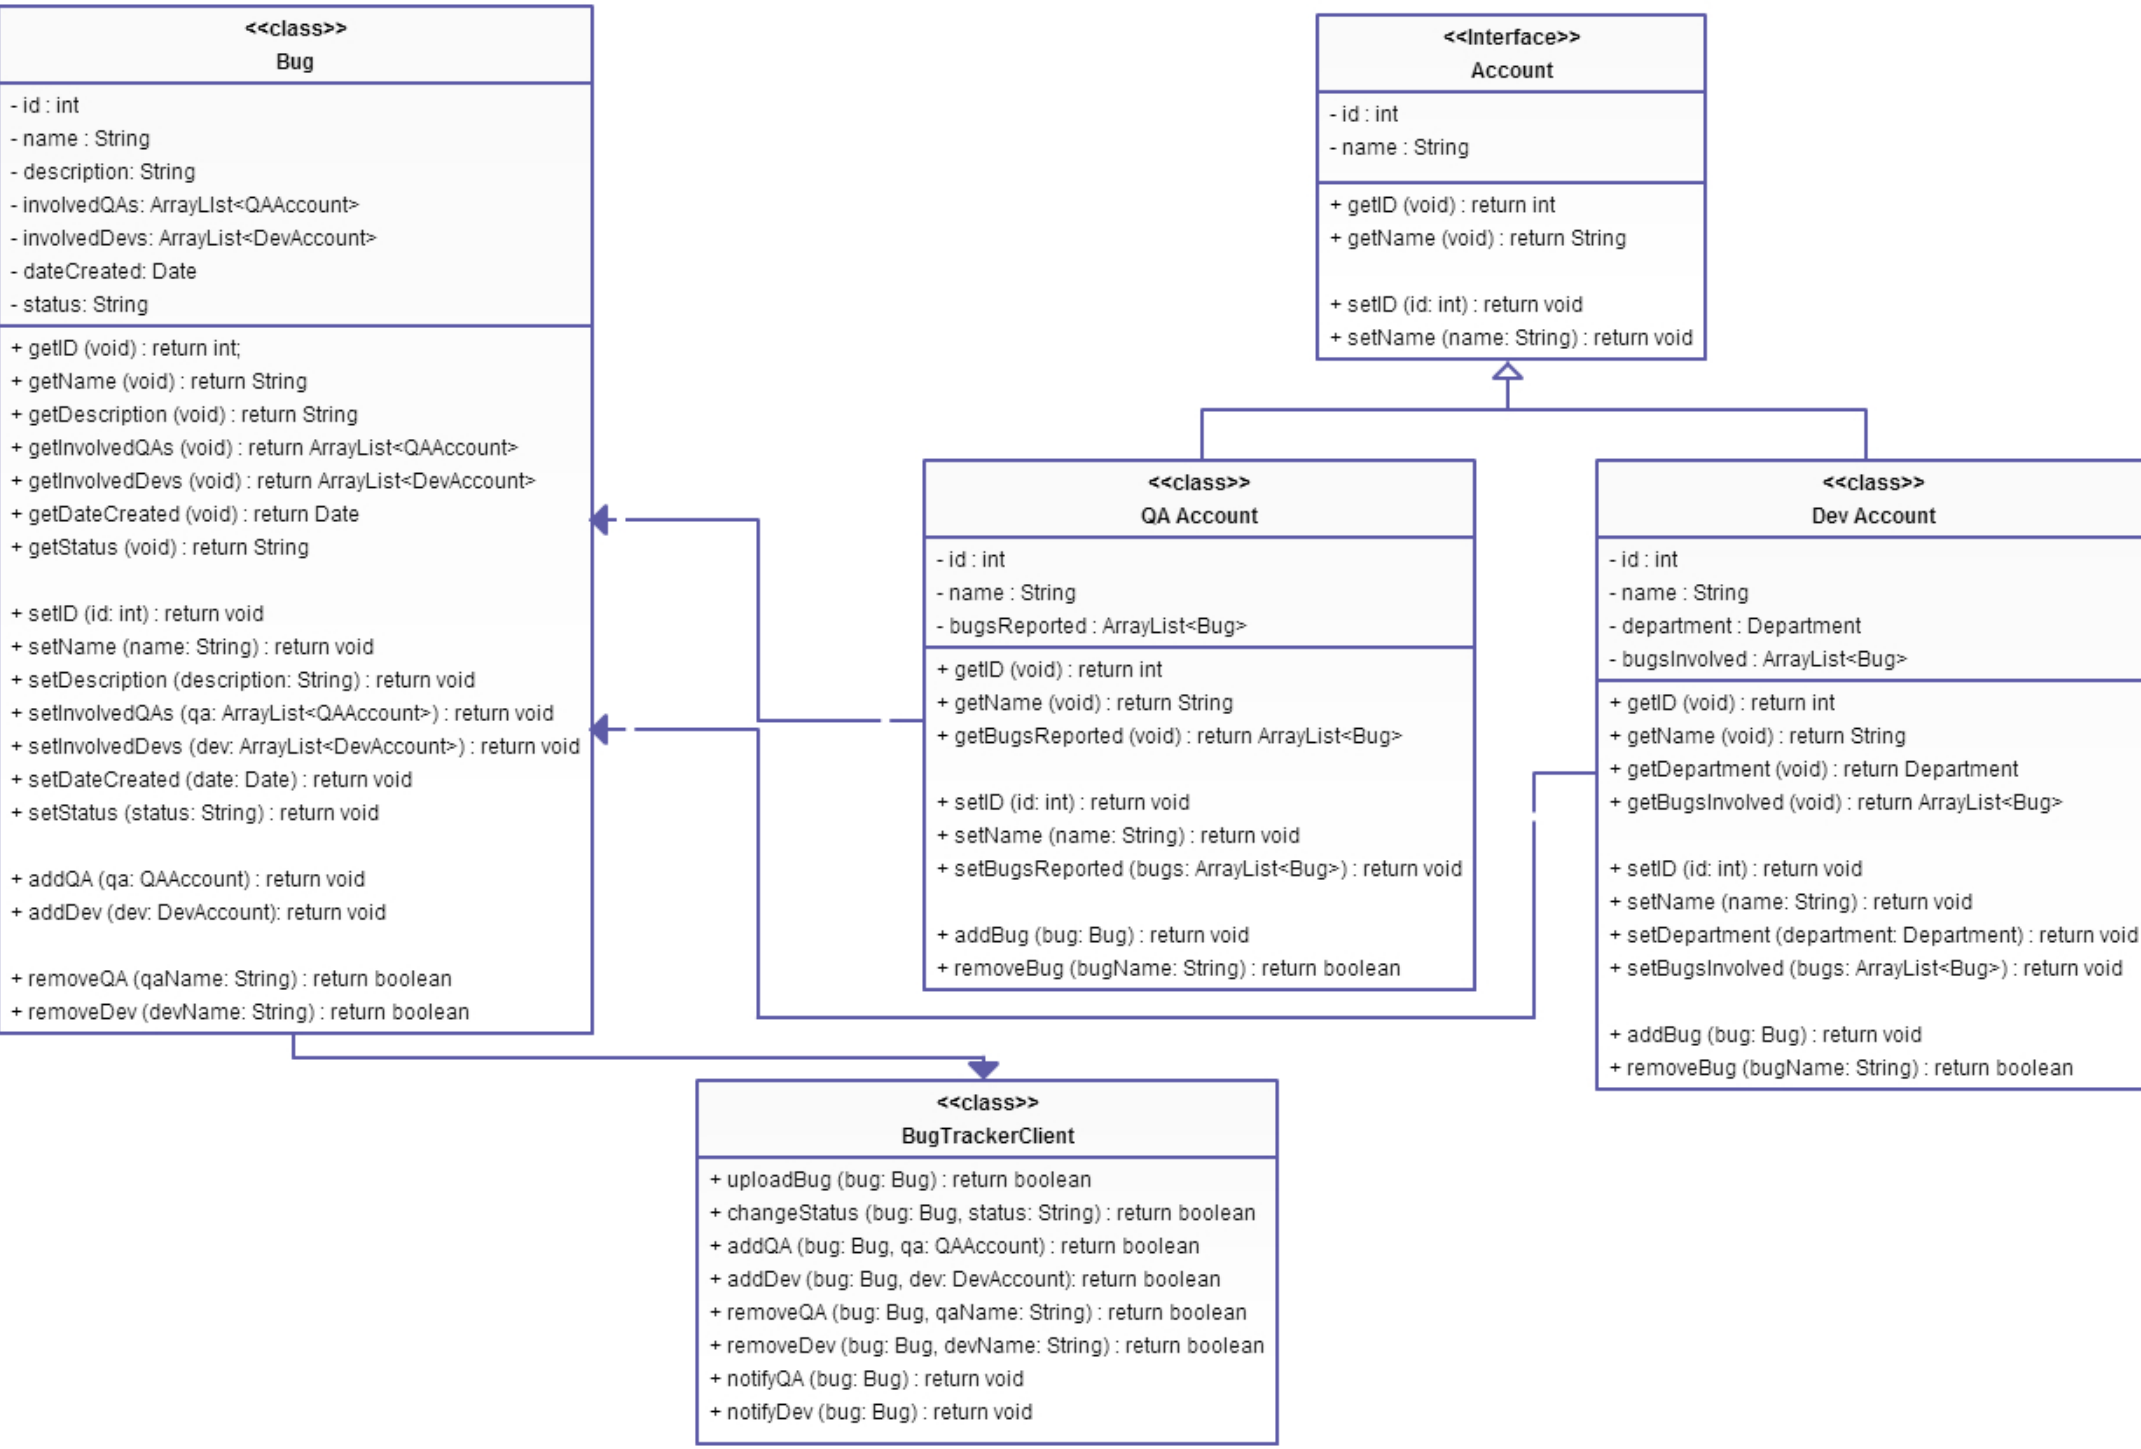 <<class>>
Bug
- id : int
- name : String
- description: String
- involvedQAs: ArrayLIst<QAAccount>
- involvedDevs: ArrayList<DevAccount>
- dateCreated: Date
- status: String
+ getID (void) : return int;
+ getName (void) : return String
+ getDescription (void) : return String
+ getInvolvedQAs (void) : return ArrayList<QAAccount>
+ getInvolvedDevs (void) : return ArrayList<DevAccount>
+ getDateCreated (void) : return Date
+ getStatus (void) : return String
+ setID (id: int) : return void
+ setName (name: String) : return void
+ setDescription (description: String) : return void
+ setInvolvedQAs (qa: ArrayList<QAAccount>) : return void
+ setInvolvedDevs (dev: ArrayList<DevAccount>) : return void
+ setDateCreated (date: Date) : return void
+ setStatus (status: String) : return void
+ addQA (qa: QAAccount) : return void
+ addDev (dev: DevAccount): return void
+ removeQA (qaName: String) : return boolean
+ removeDev (devName: String) : return boolean
<<Interface>>
Account
- id : int
- name : String
+ getID (void) : return int
+ getName (void) : return String
+ setID (id: int) : return void
+ setName (name: String) : return void
<<class>>
QA Account
- id : int
- name : String
- bugsReported : ArrayList<Bug>
+ getID (void) : return int
+ getName (void) : return String
+ getBugsReported (void) : return ArrayList<Bug>
+ setID (id: int) : return void
+ setName (name: String) : return void
+ setBugsReported (bugs: ArrayList<Bug>) : return void
+ addBug (bug: Bug) : return void
+ removeBug (bugName: String) : return boolean
<<class>>
Dev Account
- id : int
- name : String
- department : Department
- bugsInvolved : ArrayList<Bug>
+ getID (void) : return int
+ getName (void) : return String
+ getDepartment (void) : return Department
+ getBugsInvolved (void) : return ArrayList<Bug>
+ setID (id: int) : return void
+ setName (name: String) : return void
+ setDepartment (department: Department) : return void
+ setBugsInvolved (bugs: ArrayList<Bug>) : return void
+ addBug (bug: Bug) : return void
+ removeBug (bugName: String) : return boolean
<<class>>
BugTrackerClient
+ uploadBug (bug: Bug) : return boolean
+ changeStatus (bug: Bug, status: String) : return boolean
+ addQA (bug: Bug, qa: QAAccount) : return boolean
+ addDev (bug: Bug, dev: DevAccount): return boolean
+ removeQA (bug: Bug, qaName: String) : return boolean
+ removeDev (bug: Bug, devName: String) : return boolean
+ notifyQA (bug: Bug) : return void
+ notifyDev (bug: Bug) : return void